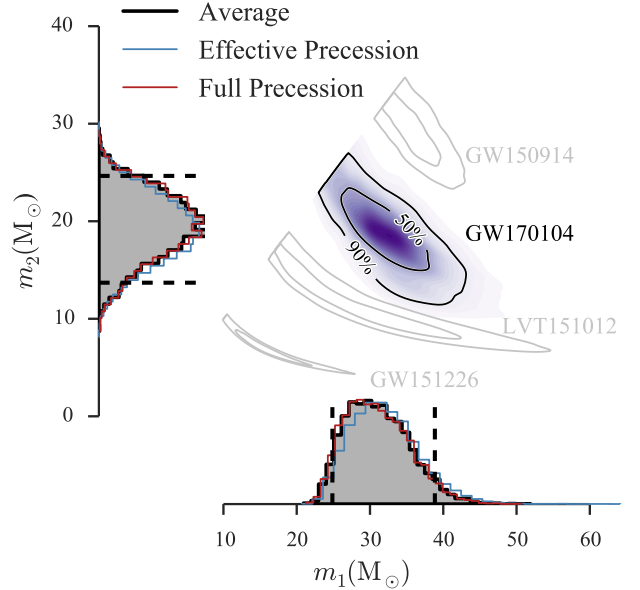 Average
Effective Precession
Full Precession
40
30
20
10
0
m₂(M☉)
GW150914
GW170104
50%
90%
LVT151012
GW151226
10 20 30 40 50 60
m₁(M☉)